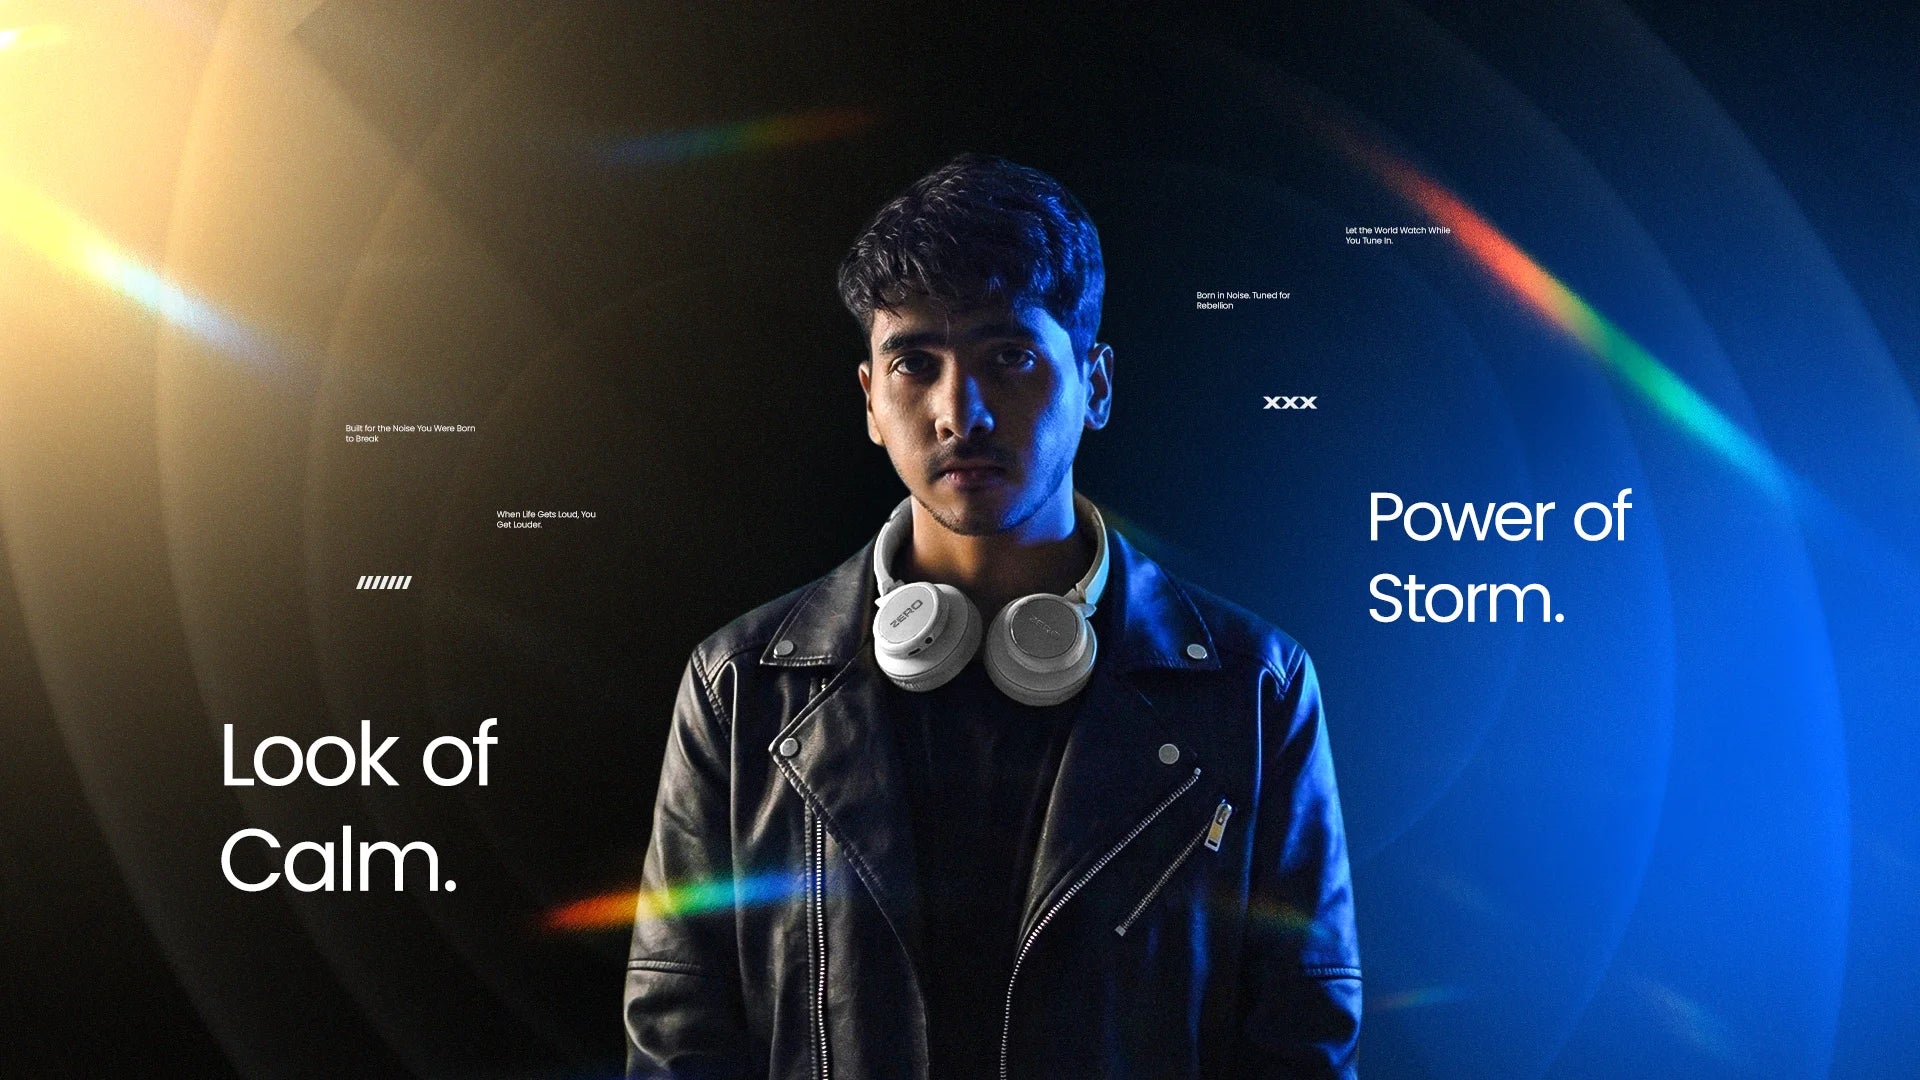 Let the World Watch While
You Tune In.
Born in Noise. Tuned for
Rebellion
XXX
Built for the Noise You Were Born
to Break
When Life Gets Loud, You
Get Louder.
Power of
Storm.
ZERO
ZERO
Look of
Calm.